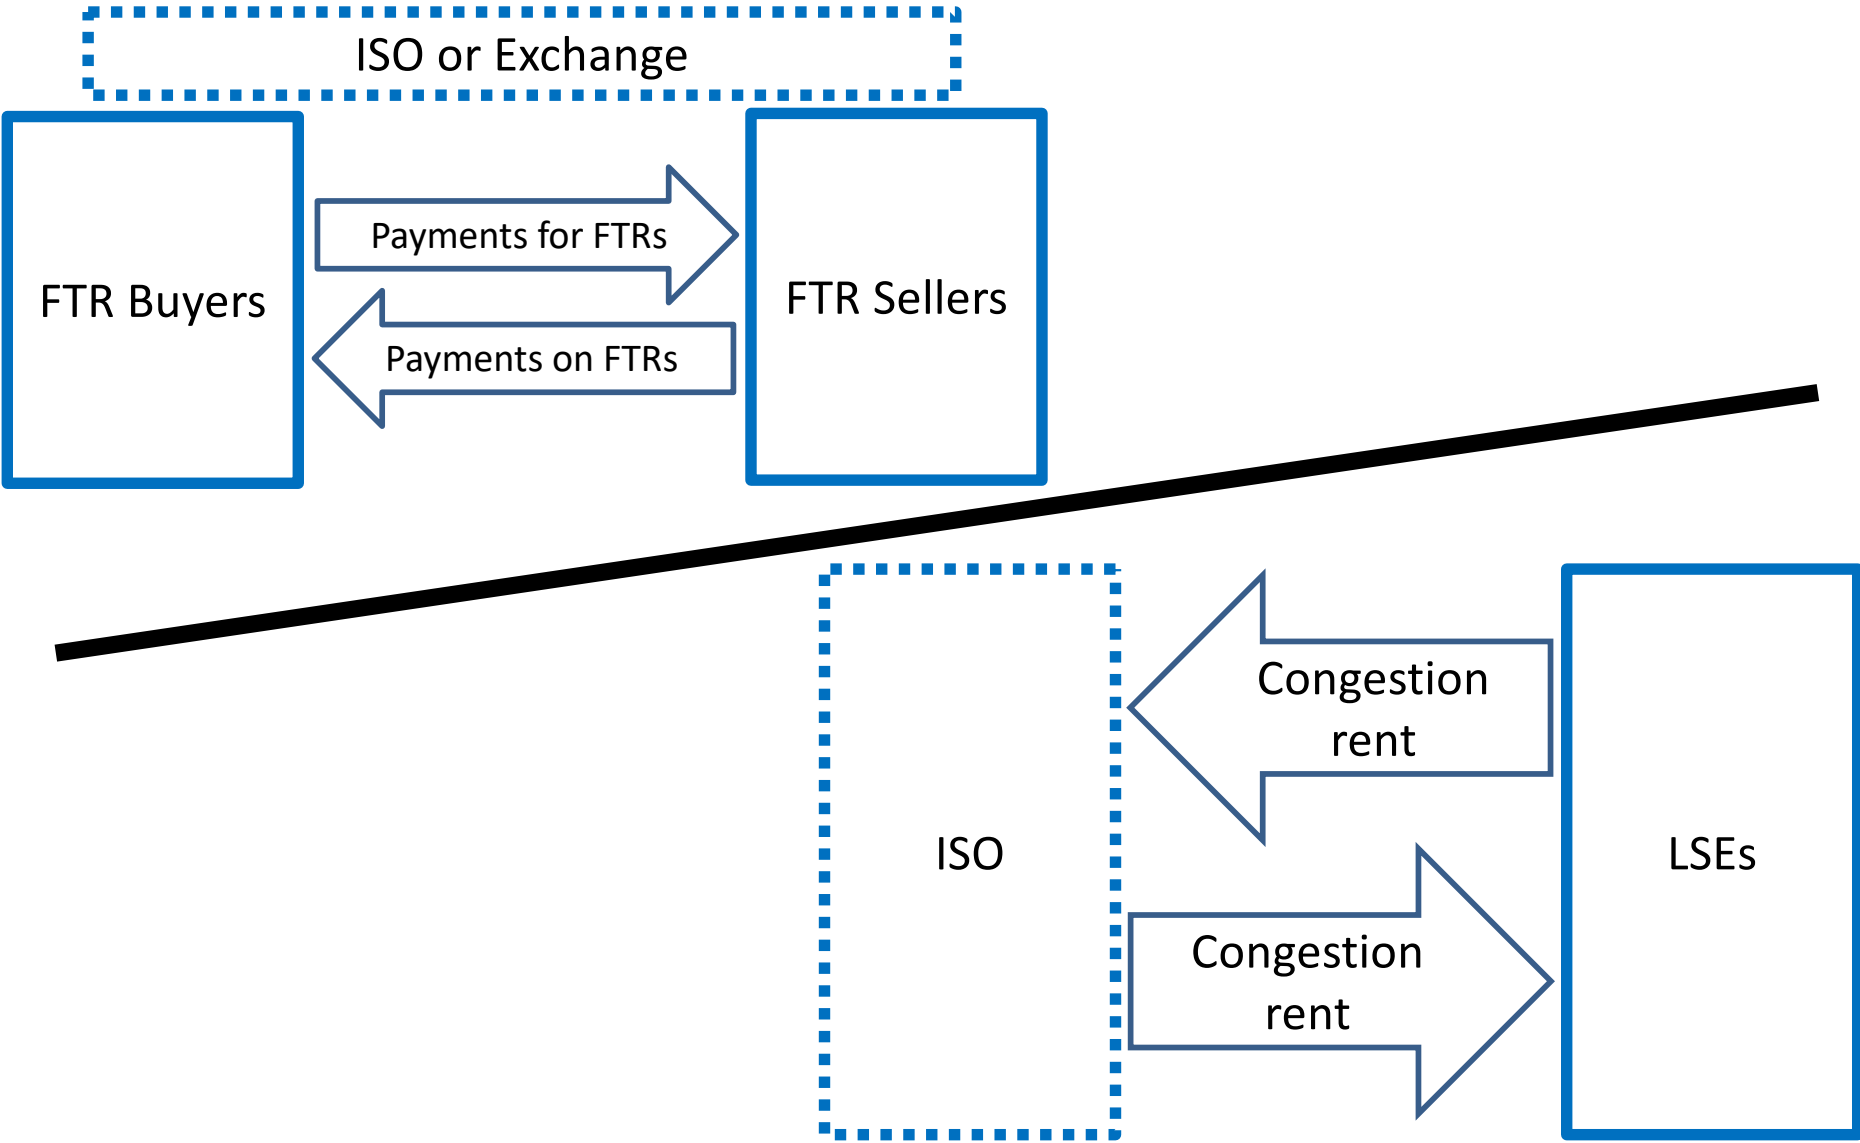 ISO or Exchange
Payments for FTRs
FTR Buyers
FTR Sellers
Payments on FTRs
Congestion
rent
ISO
LSEs
Congestion
rent